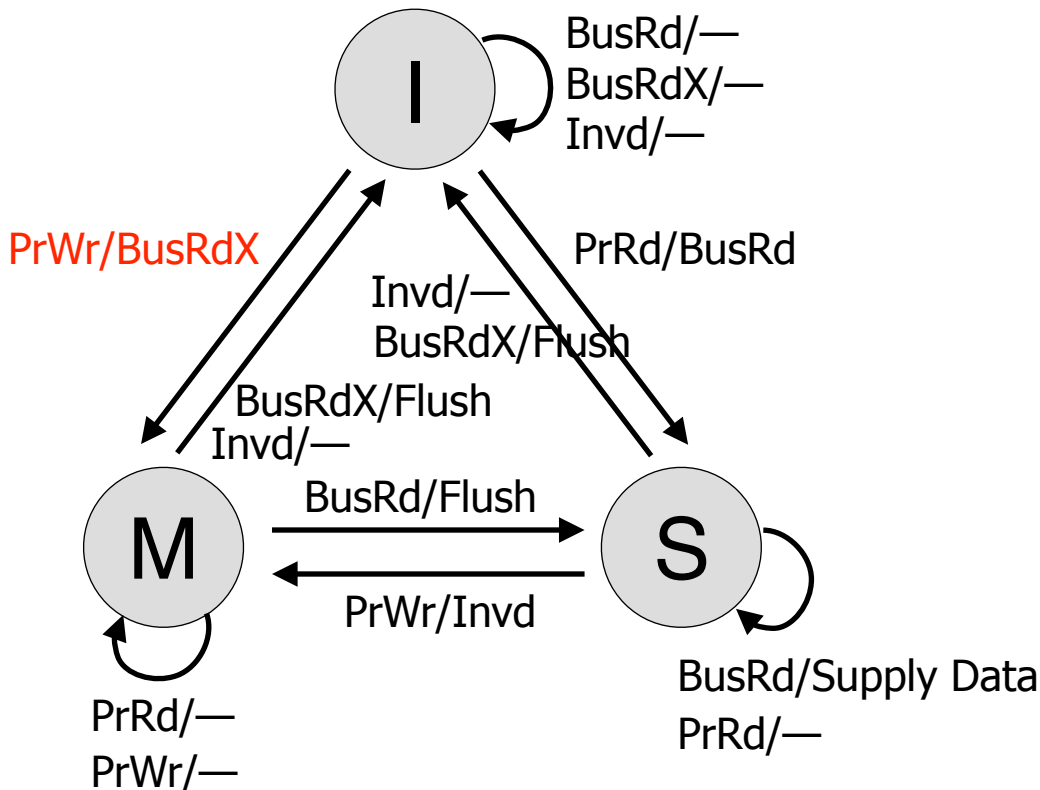 I
BusRd/—
BusRdX/—
Invd/—
PrWr/BusRdX
PrRd/BusRd
Invd/—
BusRdX/Flush
BusRdX/Flush
Invd/—
M
BusRd/Flush
S
PrWr/Invd
PrRd/—
PrWr/—
BusRd/Supply Data
PrRd/—